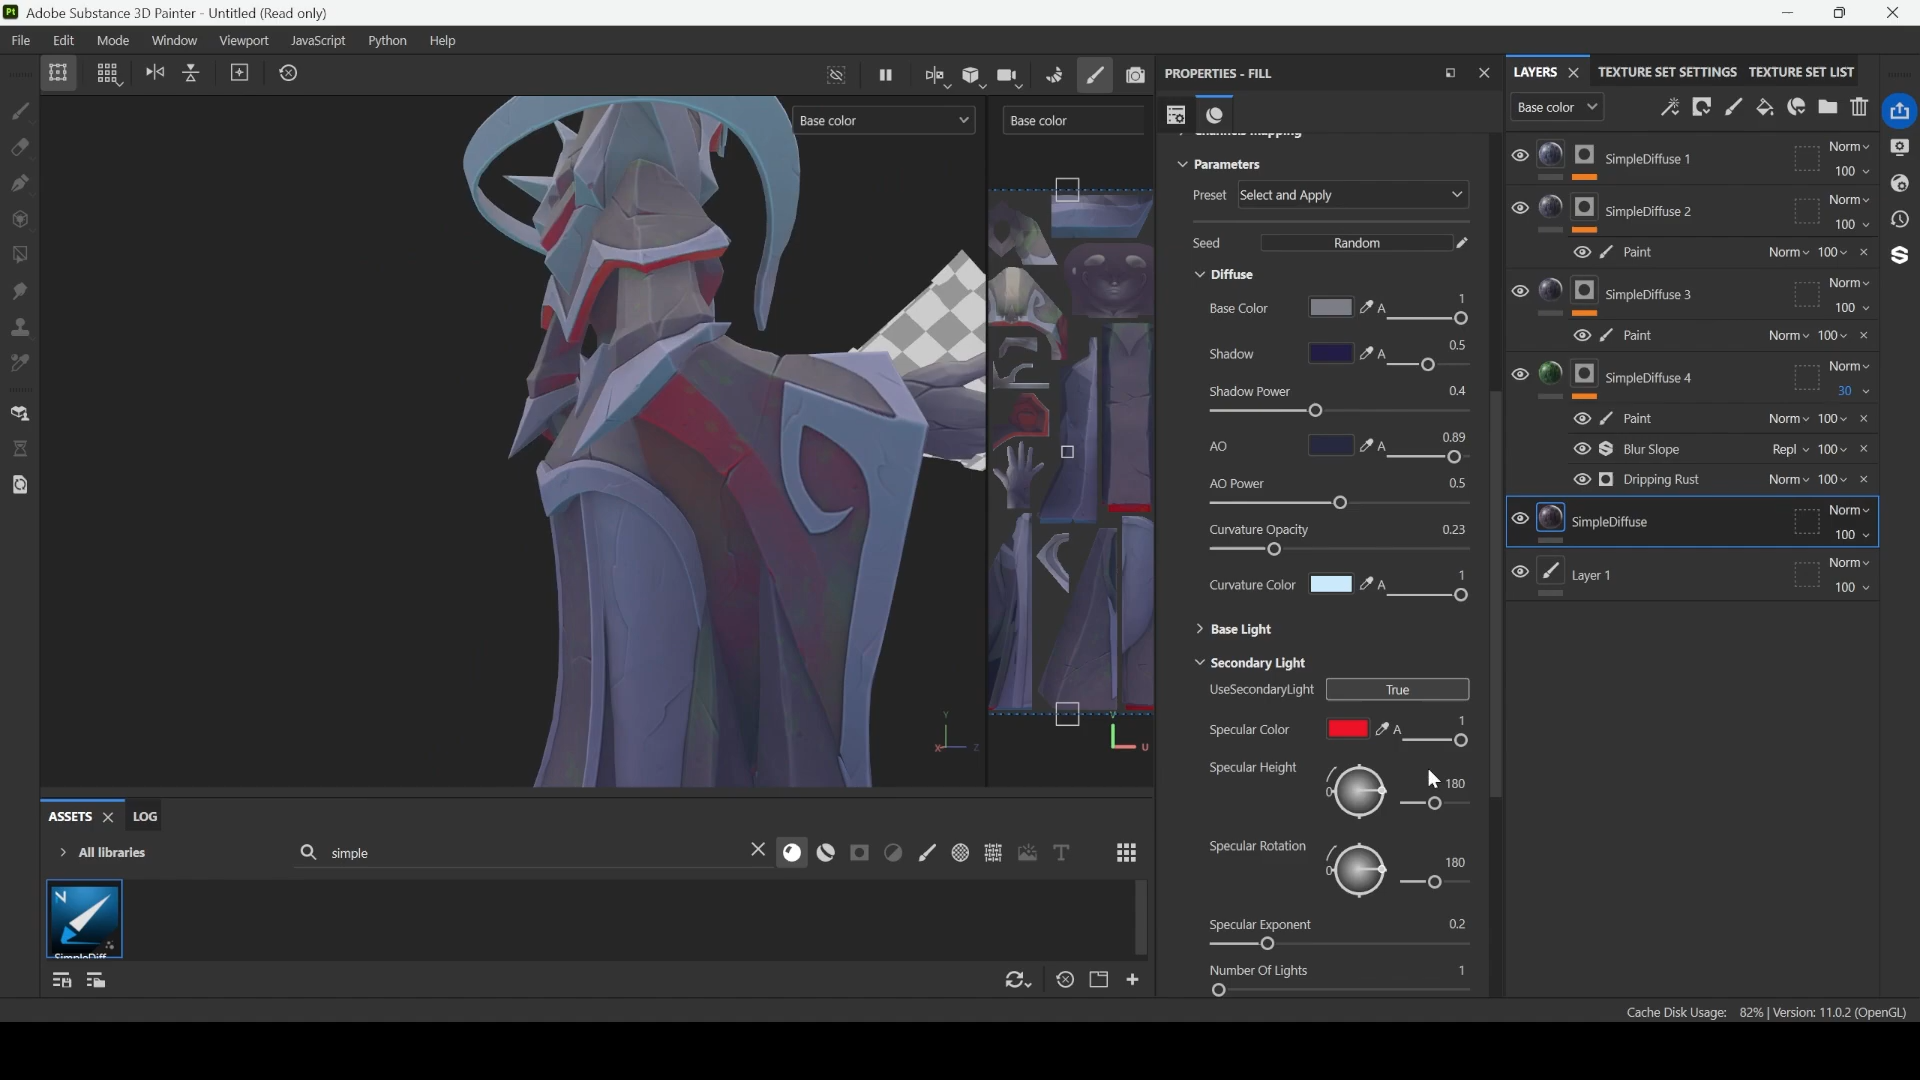 Pt Adobe Substance 3D Painter - Untitled (Read only)
File Edit Mode Window Viewport JavaScript Python Help
Base color
Base color
PROPERTIES - FILL
Channels Mapping
Parameters
Preset Select and Apply
Seed Random
Diffuse
Base Color A 1
Shadow A 0.5
Shadow Power 0.4
AO A 0.89
AO Power 0.5
Curvature Opacity 0.23
Curvature Color A 1
Base Light
Secondary Light
UseSecondaryLight True
Specular Color A 1
Specular Height 0 180
Specular Rotation 0 180
Specular Exponent 0.2
Number Of Lights 1
LAYERS TEXTURE SET SETTINGS TEXTURE SET LIST
Base color
SimpleDiffuse 1 Norm 100
SimpleDiffuse 2 Norm 100
Paint Norm 100
SimpleDiffuse 3 Norm 100
Paint Norm 100
SimpleDiffuse 4 Norm 30
Paint Norm 100
Blur Slope Repl 100
Dripping Rust Norm 100
SimpleDiffuse Norm 100
Layer 1 Norm 100
Y
X Z
V
U
ASSETS LOG
All libraries
simple
N
SimpleDiff
Cache Disk Usage: 82% | Version: 11.0.2 (OpenGL)